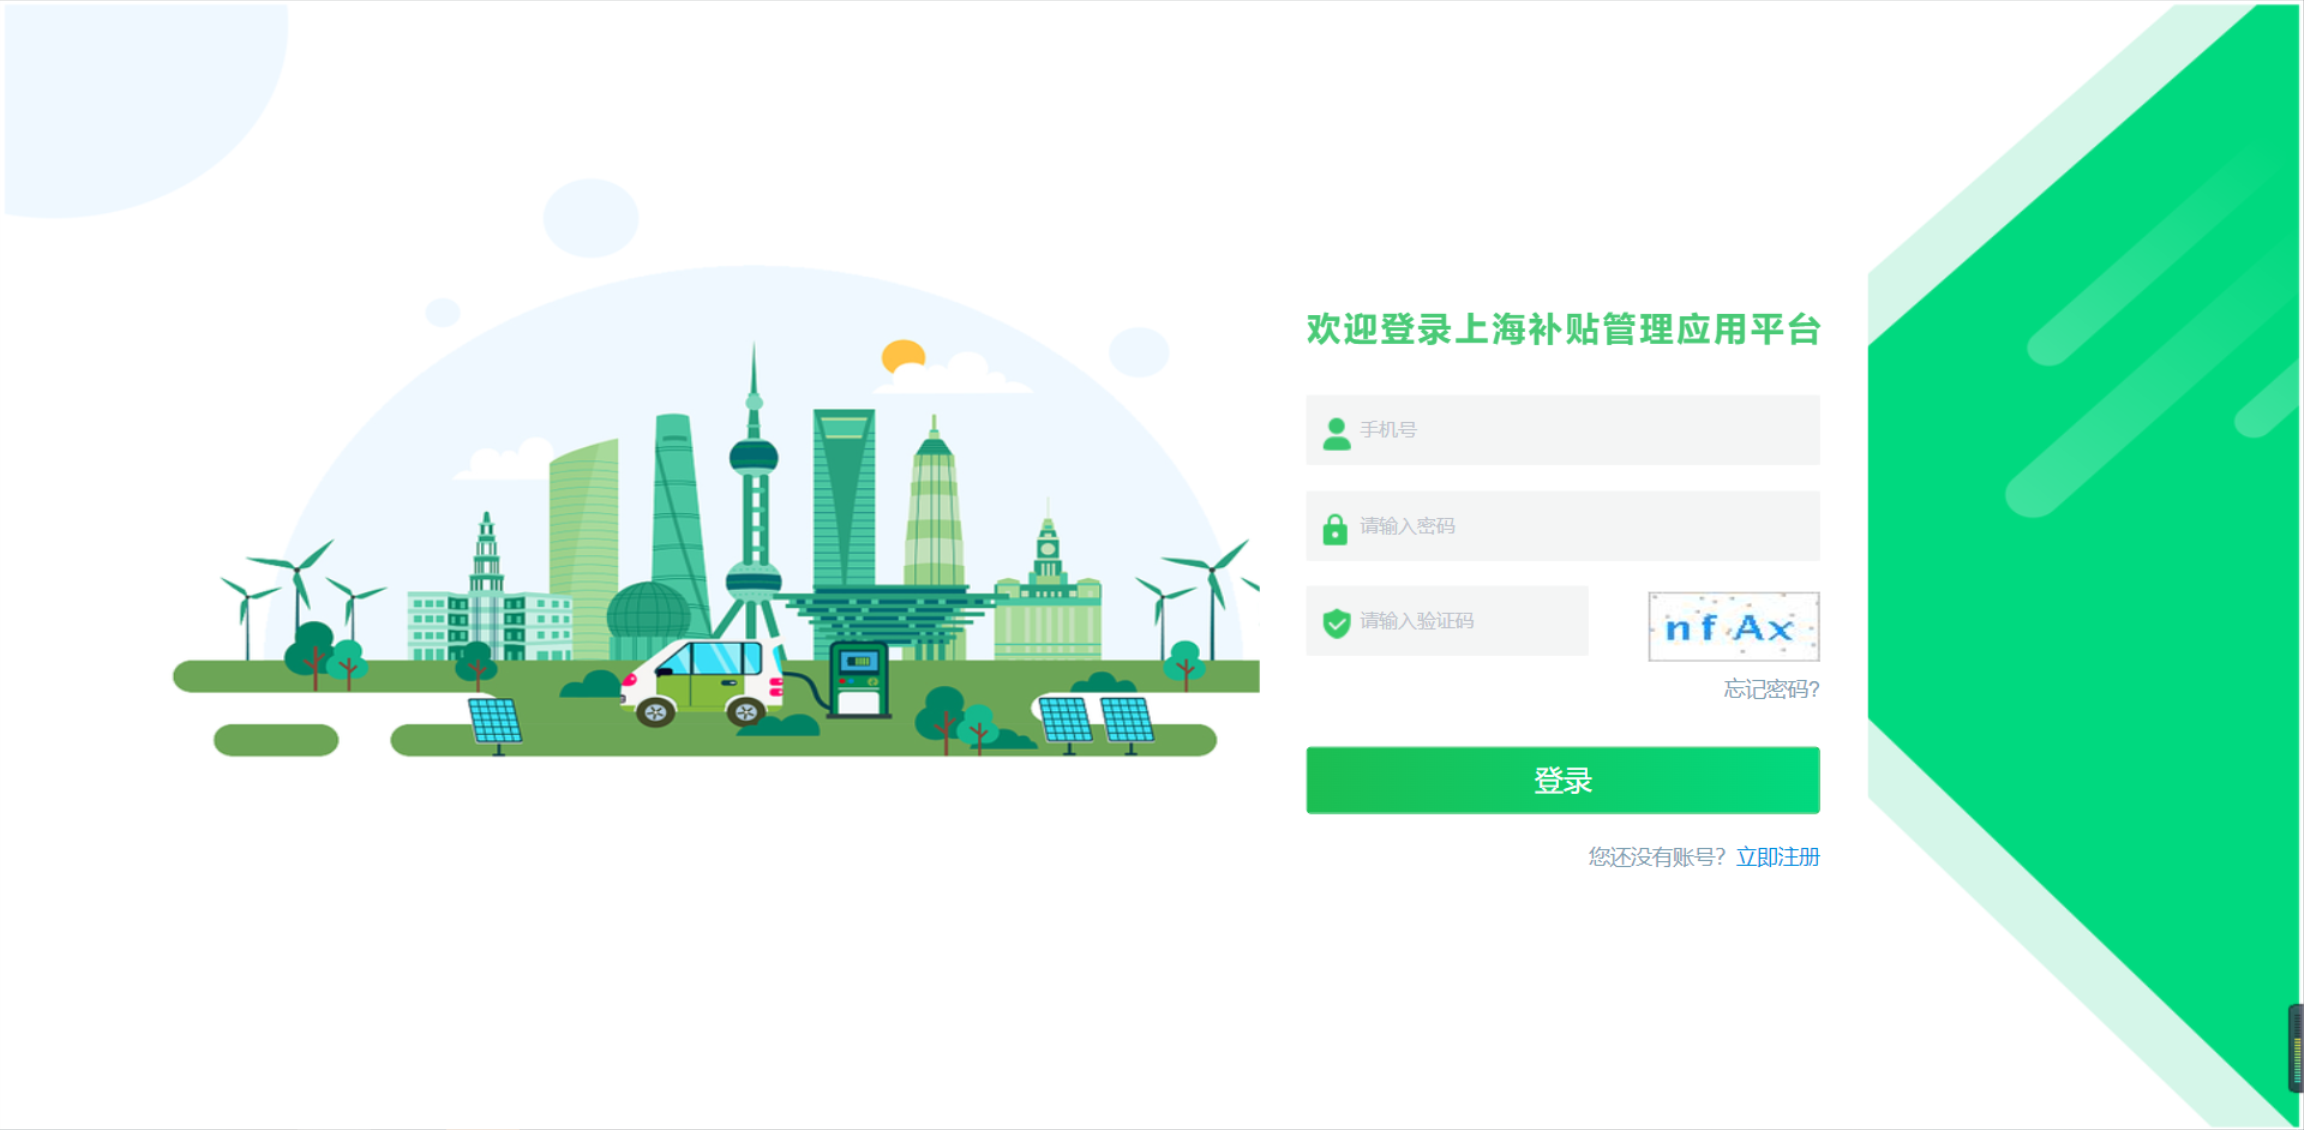 欢迎登录上海补贴管理应用平台
手机号
请输入密码
请输入验证码
nfAx
忘记密码?
登录
您还没有账号? 立即注册